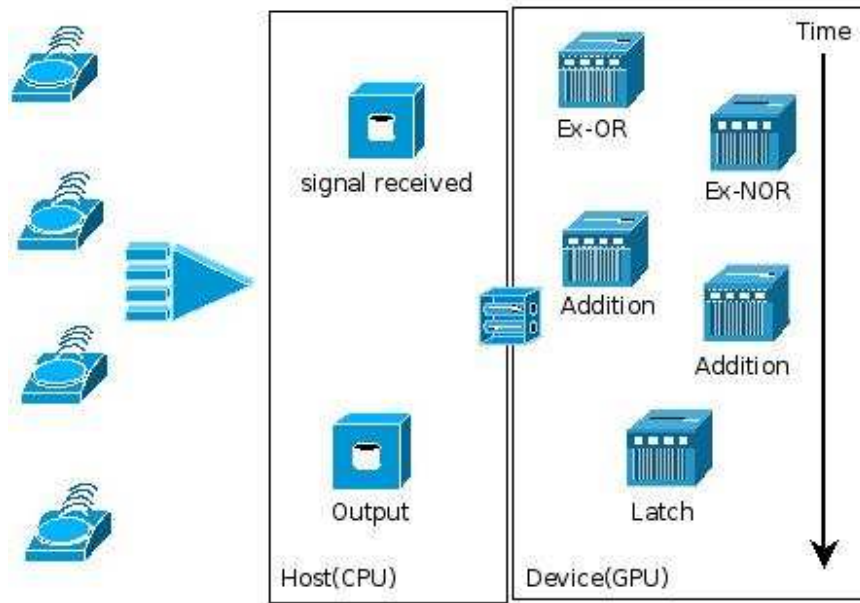 Time
Ex-OR
signal received
Ex-NOR
Addition
Addition
Output
Latch
Host(CPU)
Device(GPU)